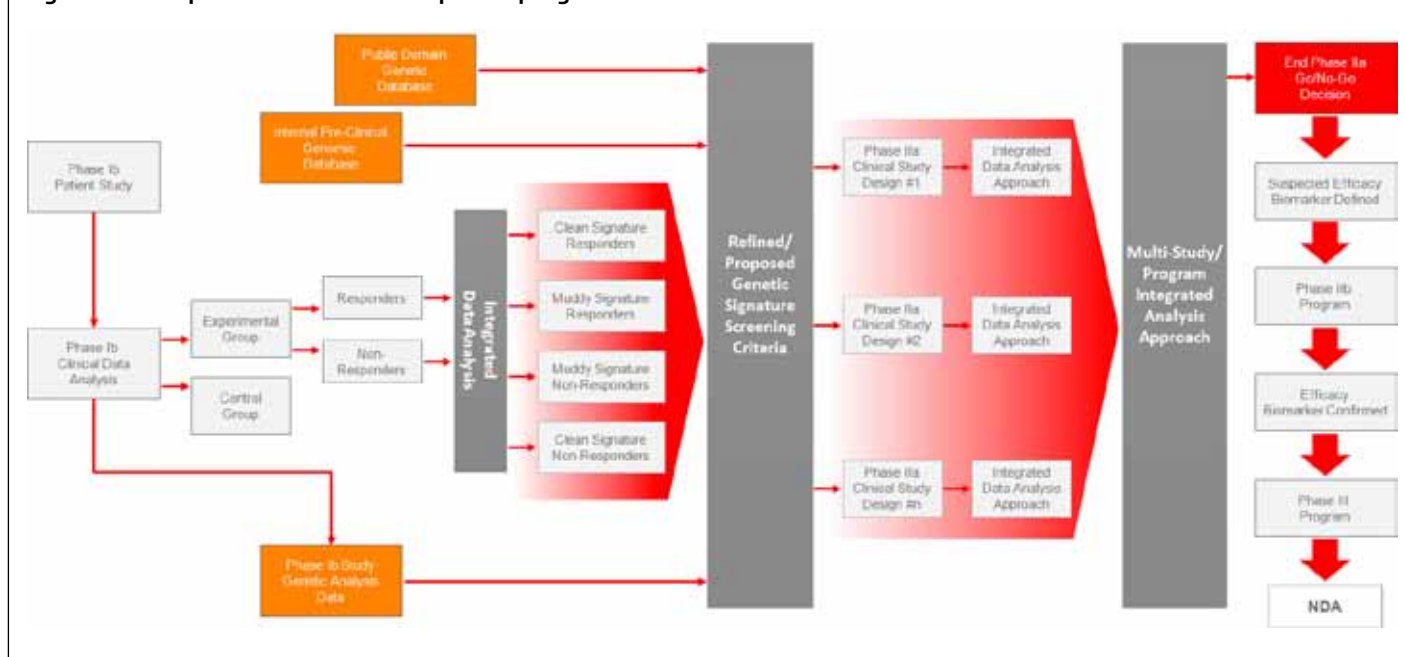 Public Domain
Genetic
Database
Internal Pre-Clinical
Genomic
Database
Phase Ib
Patient Study
Phase Ib
Clinical Data
Analysis
Experimental
Group
Control
Group
Responders
Non-
Responders
Integrated
Data Analysis
Clean Signature
Responders
Muddy Signature
Responders
Muddy Signature
Non-Responders
Clean Signature
Non-Responders
Phase Ib Study
Genetic Analysis
Data
Refined/
Proposed
Genetic
Signature
Screening
Criteria
Phase IIa
Clinical Study
Design #1
Integrated
Data Analysis
Approach
Phase IIa
Clinical Study
Design #2
Integrated
Data Analysis
Approach
Phase IIa
Clinical Study
Design #n
Integrated
Data Analysis
Approach
Multi-Study/
Program
Integrated
Analysis
Approach
End Phase IIa
Go/No-Go
Decision
Suspected Efficacy
Biomarker Defined
Phase IIb
Program
Efficacy
Biomarker Confirmed
Phase III
Program
NDA